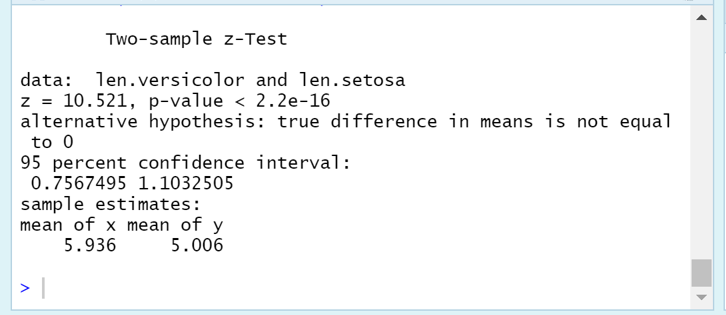 Two-sample z-Test
data:  len.versicolor and len.setosa
z = 10.521, p-value < 2.2e-16
alternative hypothesis: true difference in means is not equal
 to 0
95 percent confidence interval:
 0.7567495 1.1032505
sample estimates:
mean of x mean of y
    5.936     5.006
>